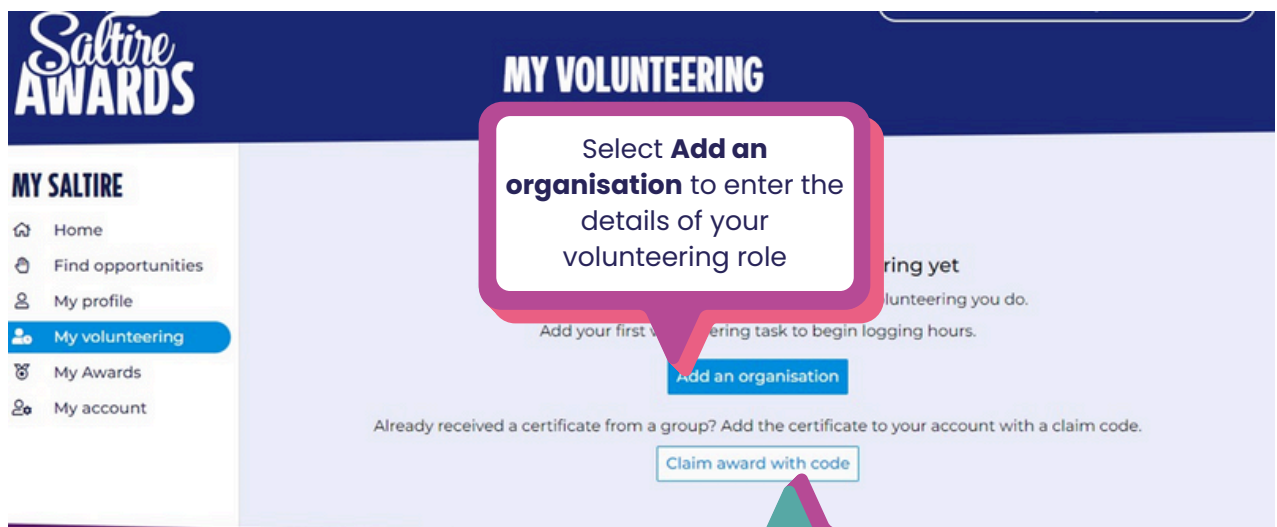 Saltire
AWARDS
MY VOLUNTEERING
Select Add an
organisation to enter the
details of your
volunteering role
MY SALTIRE
Home
Find opportunities
My profile
My volunteering
My Awards
My account
ring yet
lunteering you do.
Add your first v ering task to begin logging hours.
Add an organisation
Already received a certificate from a group? Add the certificate to your account with a claim code.
Claim award with code